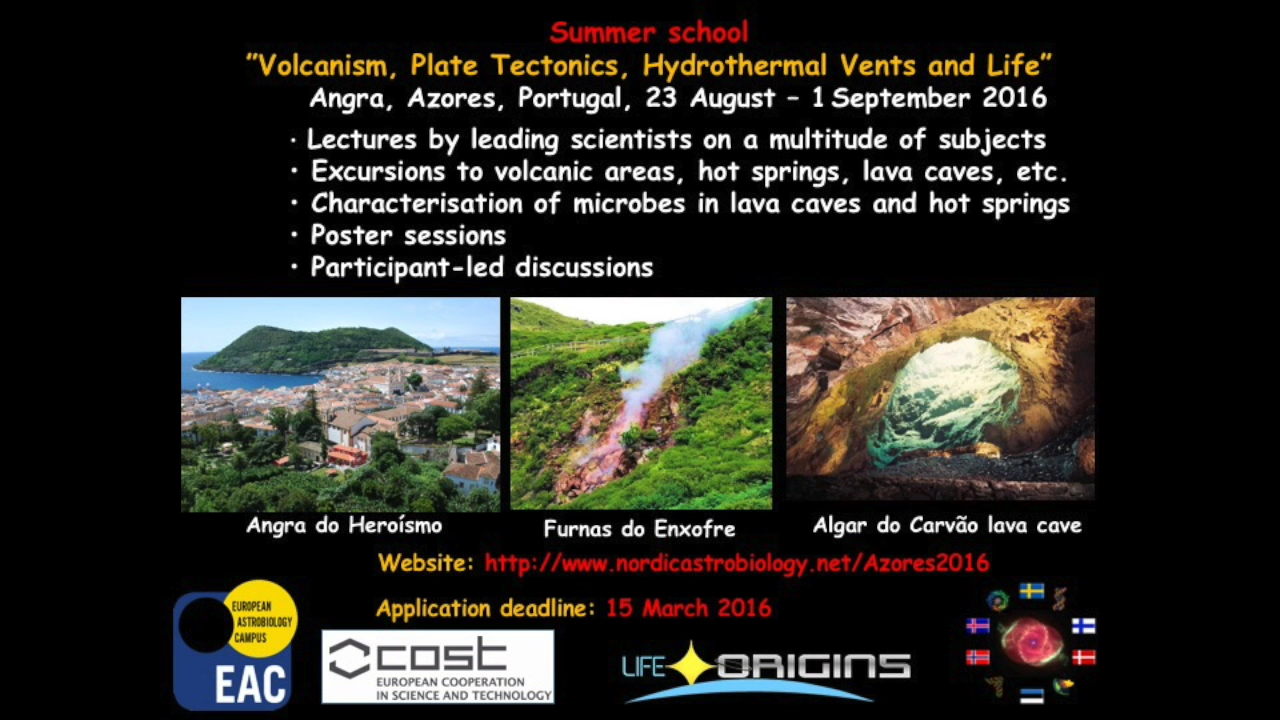 Summer school
”Volcanism, Plate Tectonics, Hydrothermal Vents and Life”
Angra, Azores, Portugal, 23 August – 1 September 2016
• Lectures by leading scientists on a multitude of subjects
• Excursions to volcanic areas, hot springs, lava caves, etc.
• Characterisation of microbes in lava caves and hot springs
• Poster sessions
• Participant-led discussions
Angra do Heroísmo
Furnas do Enxofre
Algar do Carvão lava cave
Website: http://www.nordicastrobiology.net/Azores2016
Application deadline: 15 March 2016
EUROPEAN
ASTROBIOLOGY
CAMPUS
EAC
cost
EUROPEAN COOPERATION
IN SCIENCE AND TECHNOLOGY
LIFE ORIGINS